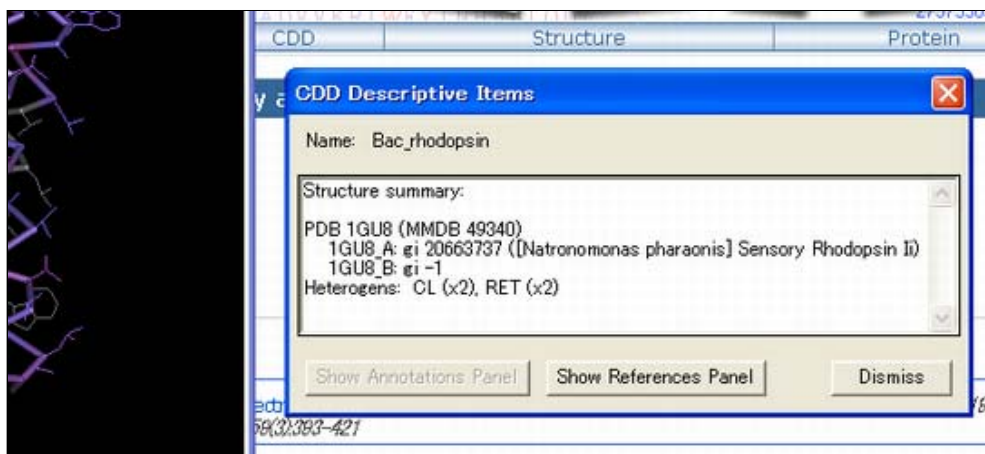 CDD Structure Protein
y a
CDD Descriptive Items
Name: Bac_rhodopsin
Structure summary:
PDB 1GU8 (MMDB 49340)
1GU8_A: gi 20663737 ([Natronomonas pharaonis] Sensory Rhodopsin Ii)
1GU8_B: gi -1
Heterogens: CL (x2), RET (x2)
Show Annotations Panel Show References Panel Dismiss
59(3):393-421